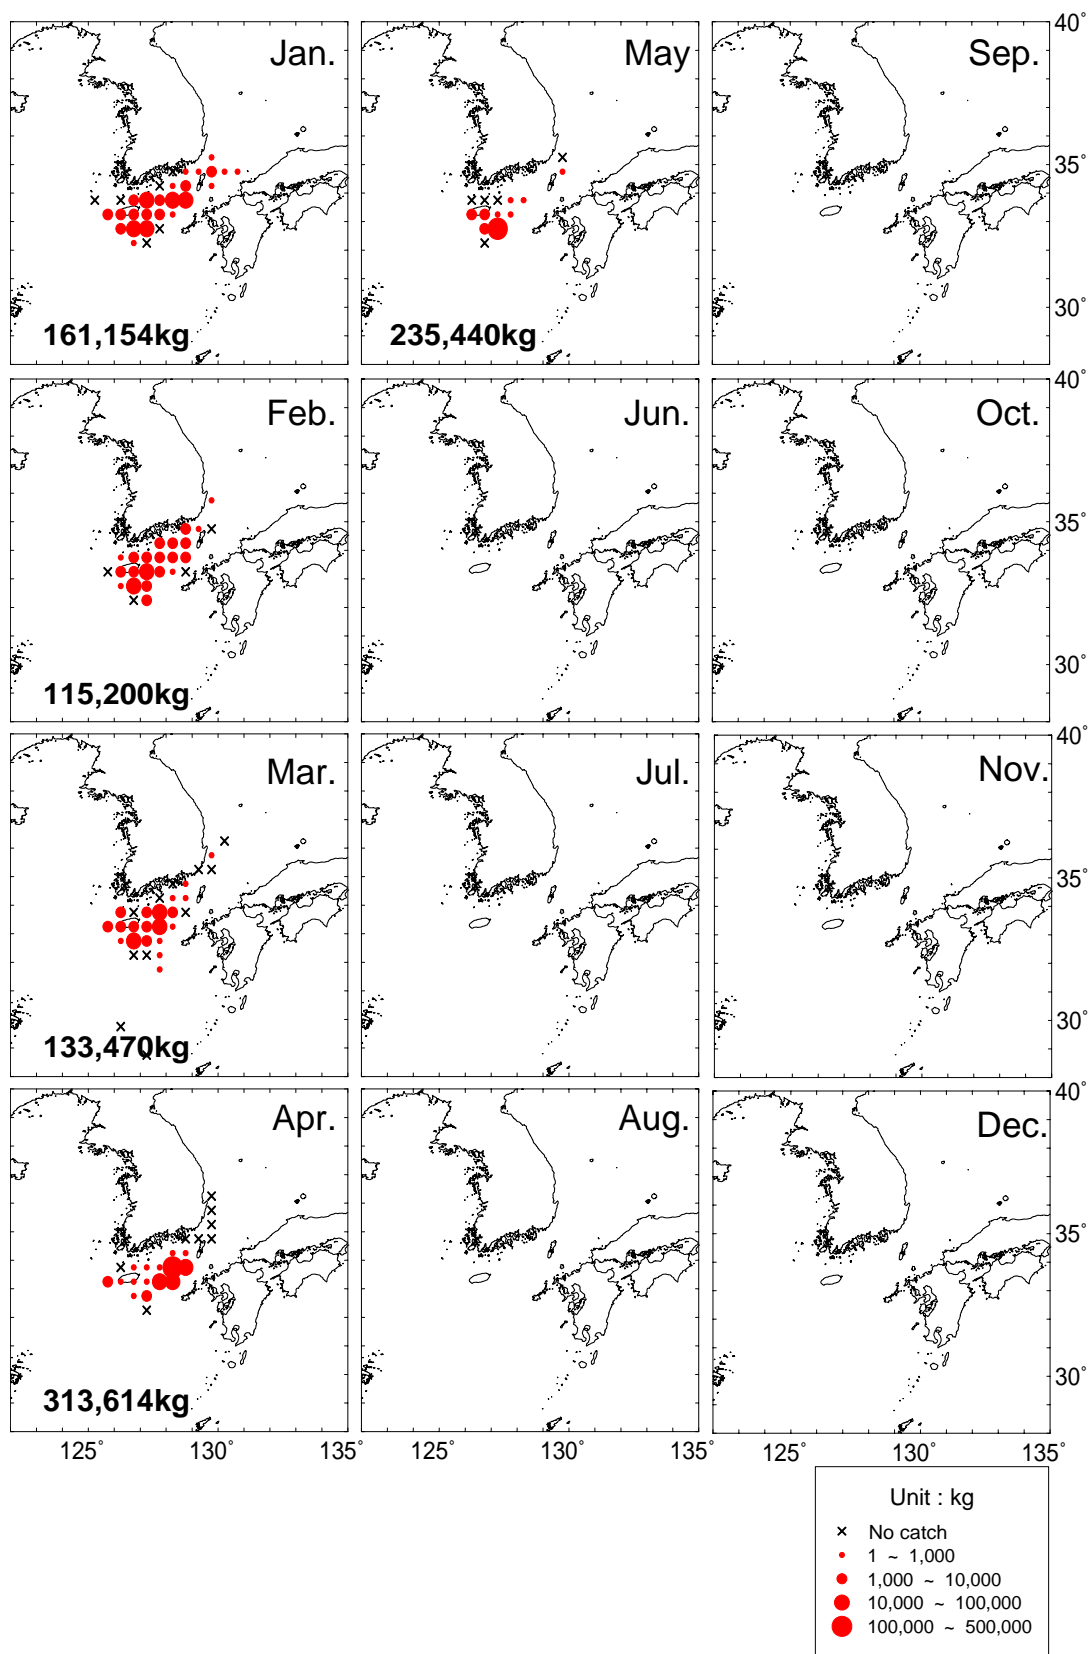 Jan.
May
Sep.
40°
35°
30°
161,154kg
235,440kg
Feb.
Jun.
Oct.
40°
35°
30°
115,200kg
Mar.
Jul.
Nov.
40°
35°
30°
133,470kg
Apr.
Aug.
Dec.
40°
35°
30°
313,614kg
125° 130° 135° 130° 135° 130° 135°
Unit : kg
× No catch
1 ~ 1,000
1,000 ~ 10,000
10,000 ~ 100,000
100,000 ~ 500,000